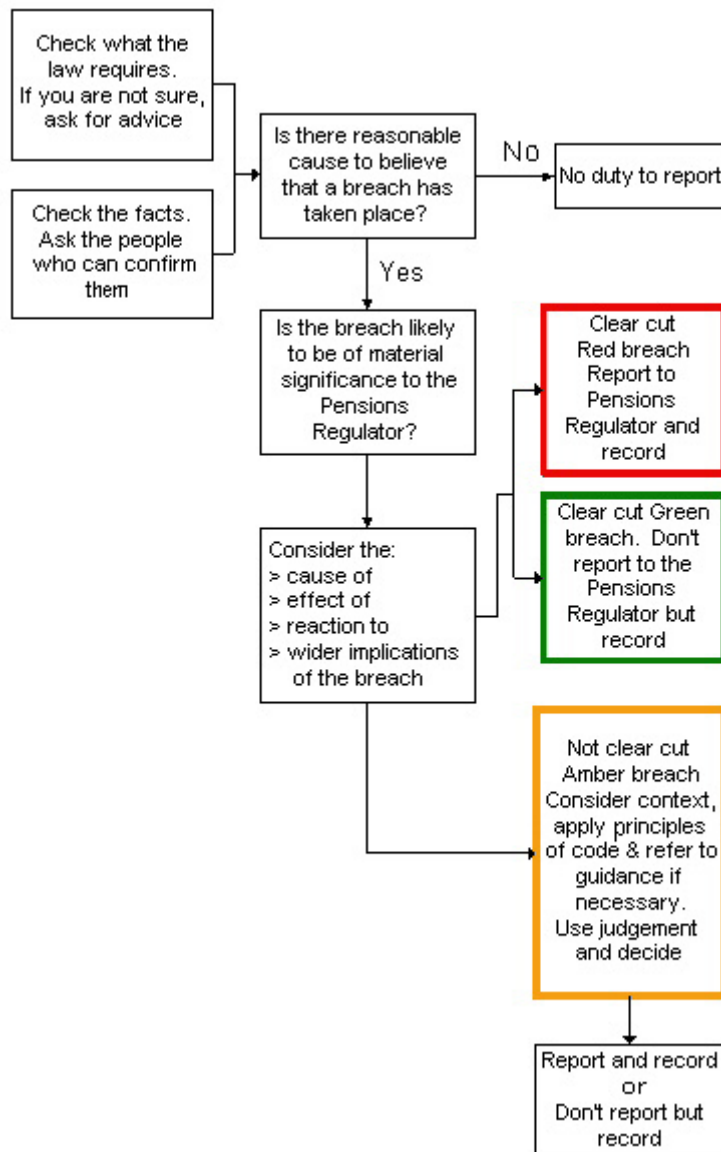 Check what the
law requires.
If you are not sure,
ask for advice
Check the facts.
Ask the people
who can confirm
them
Is there reasonable
cause to believe
that a breach has
taken place?
No
No duty to report
Yes
Is the breach likely
to be of material
significance to the
Pensions
Regulator?
Consider the:
> cause of
> effect of
> reaction to
> wider implications
of the breach
Clear cut
Red breach
Report to
Pensions
Regulator and
record
Clear cut Green
breach. Don't
report to the
Pensions
Regulator but
record
Not clear cut
Amber breach
Consider context,
apply principles
of code & refer to
guidance if
necessary.
Use judgement
and decide
Report and record
or
Don't report but
record